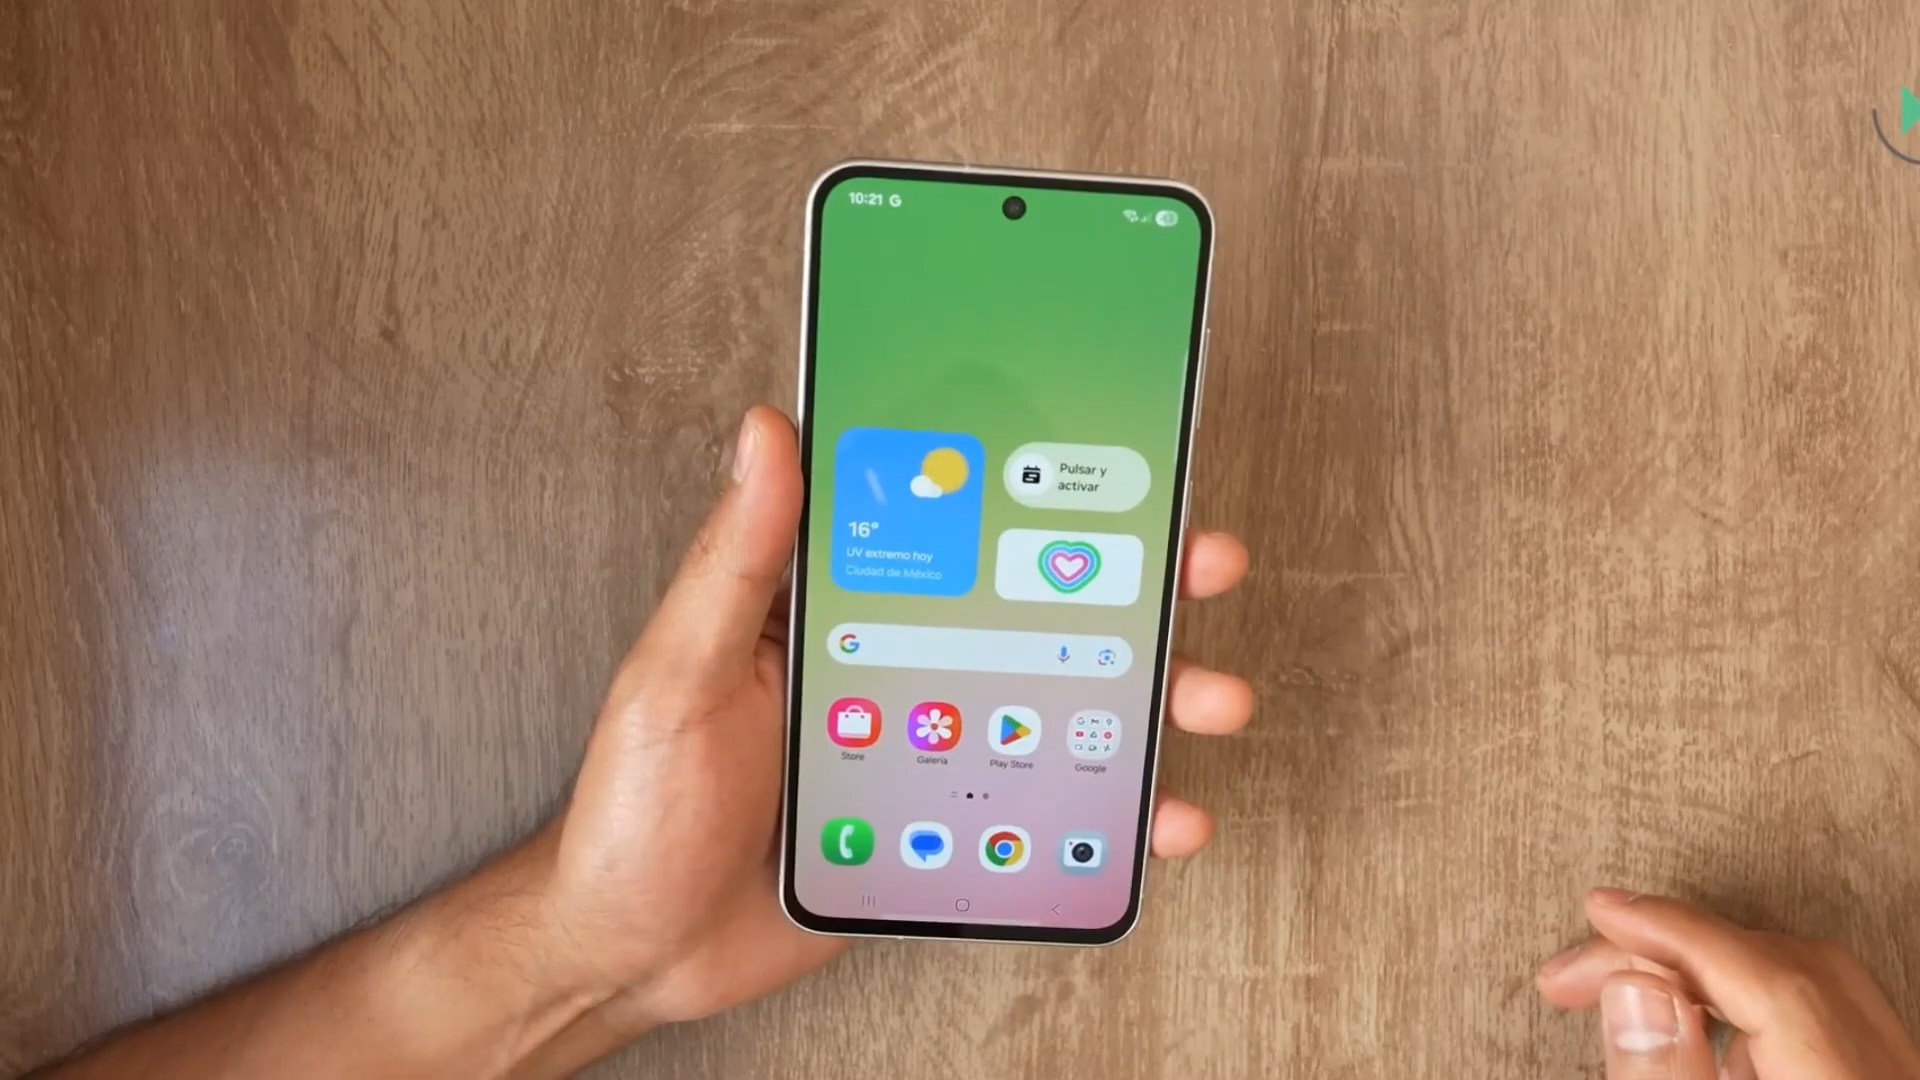 10:21 G
Pulsar y
activar
16°
UV extremo hoy
Ciudad de México
Store
Galería
Play Store
Google